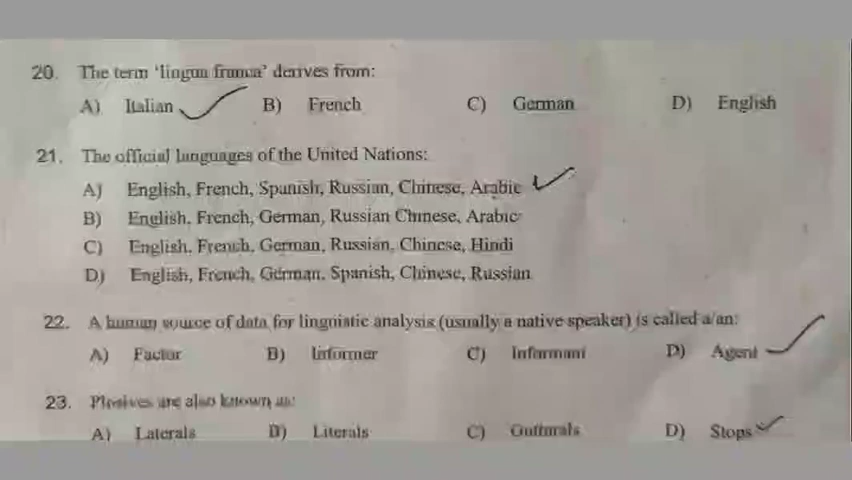 20. The term 'lingua franca' derives from:
A) Italian B) French C) German D) English
21. The official languages of the United Nations:
A) English, French, Spanish, Russian, Chinese, Arabic
B) English, French, German, Russian Chinese, Arabic
C) English, French, German, Russian, Chinese, Hindi
D) English, French, German, Spanish, Chinese, Russian
22. A human source of data for linguistic analysis (usually a native speaker) is called a/an:
A) Factor B) Informer C) Informant D) Agent
23. Plosives are also known as:
A) Laterals B) Literals C) Gutturals D) Stops